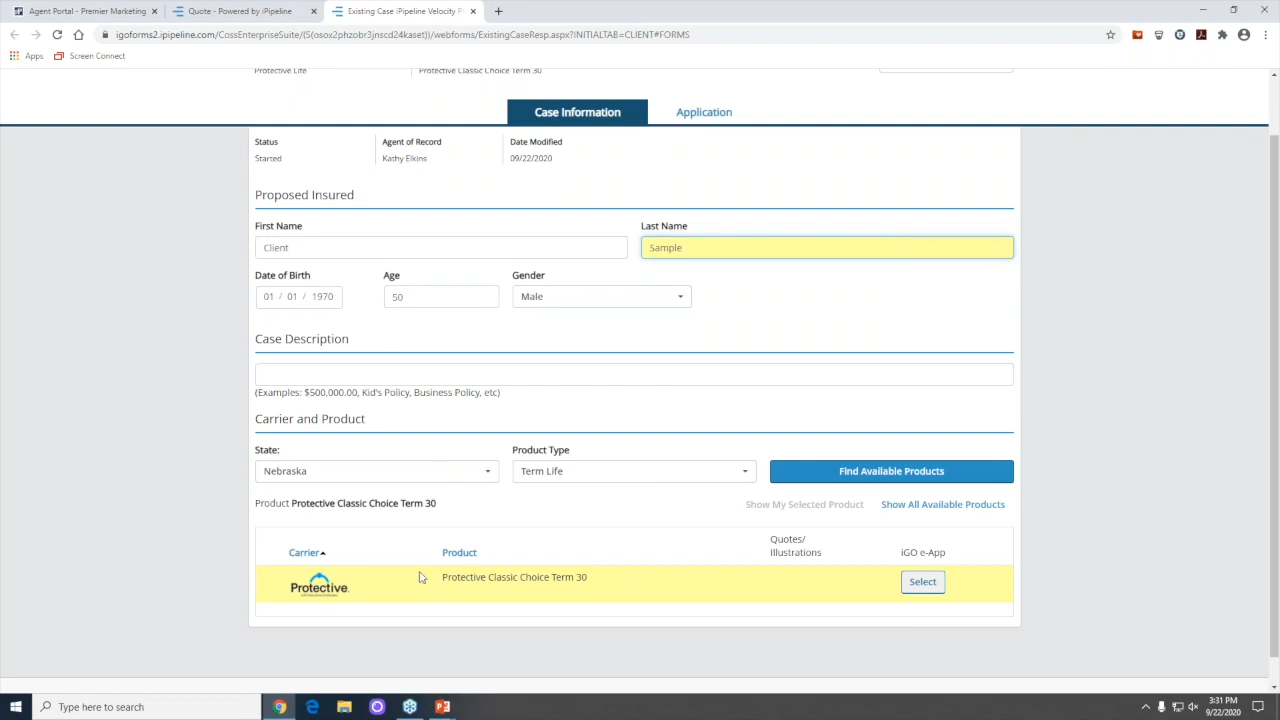 Agent Portal - Premier Marketing
Quote - Powered by iPipeline
Existing Case iPipeline Velocity P
igoforms2.ipipeline.com/CossEnterpriseSuite/(S(osox2phzobr3jnscd24kaset))/webforms/ExistingCaseResp.aspx?INITIALTAB=CLIENT#FORMS
Apps Screen Connect
Protective Life Protective Classic Choice Term 30
Case Information Application
Status Agent of Record Date Modified
Started Kathy Elkins 09/22/2020
Proposed Insured
First Name Last Name
Client Sample
Date of Birth Age Gender
01 / 01 / 1970 50 Male
Case Description
(Examples: $500,000.00, Kid's Policy, Business Policy, etc)
Carrier and Product
State: Product Type
Nebraska Term Life Find Available Products
Product Protective Classic Choice Term 30 Show My Selected Product Show All Available Products
Quotes/
Carrier Product Illustrations iGO e-App
Protective Protective Classic Choice Term 30 Select
Type here to search
3:31 PM
9/22/2020